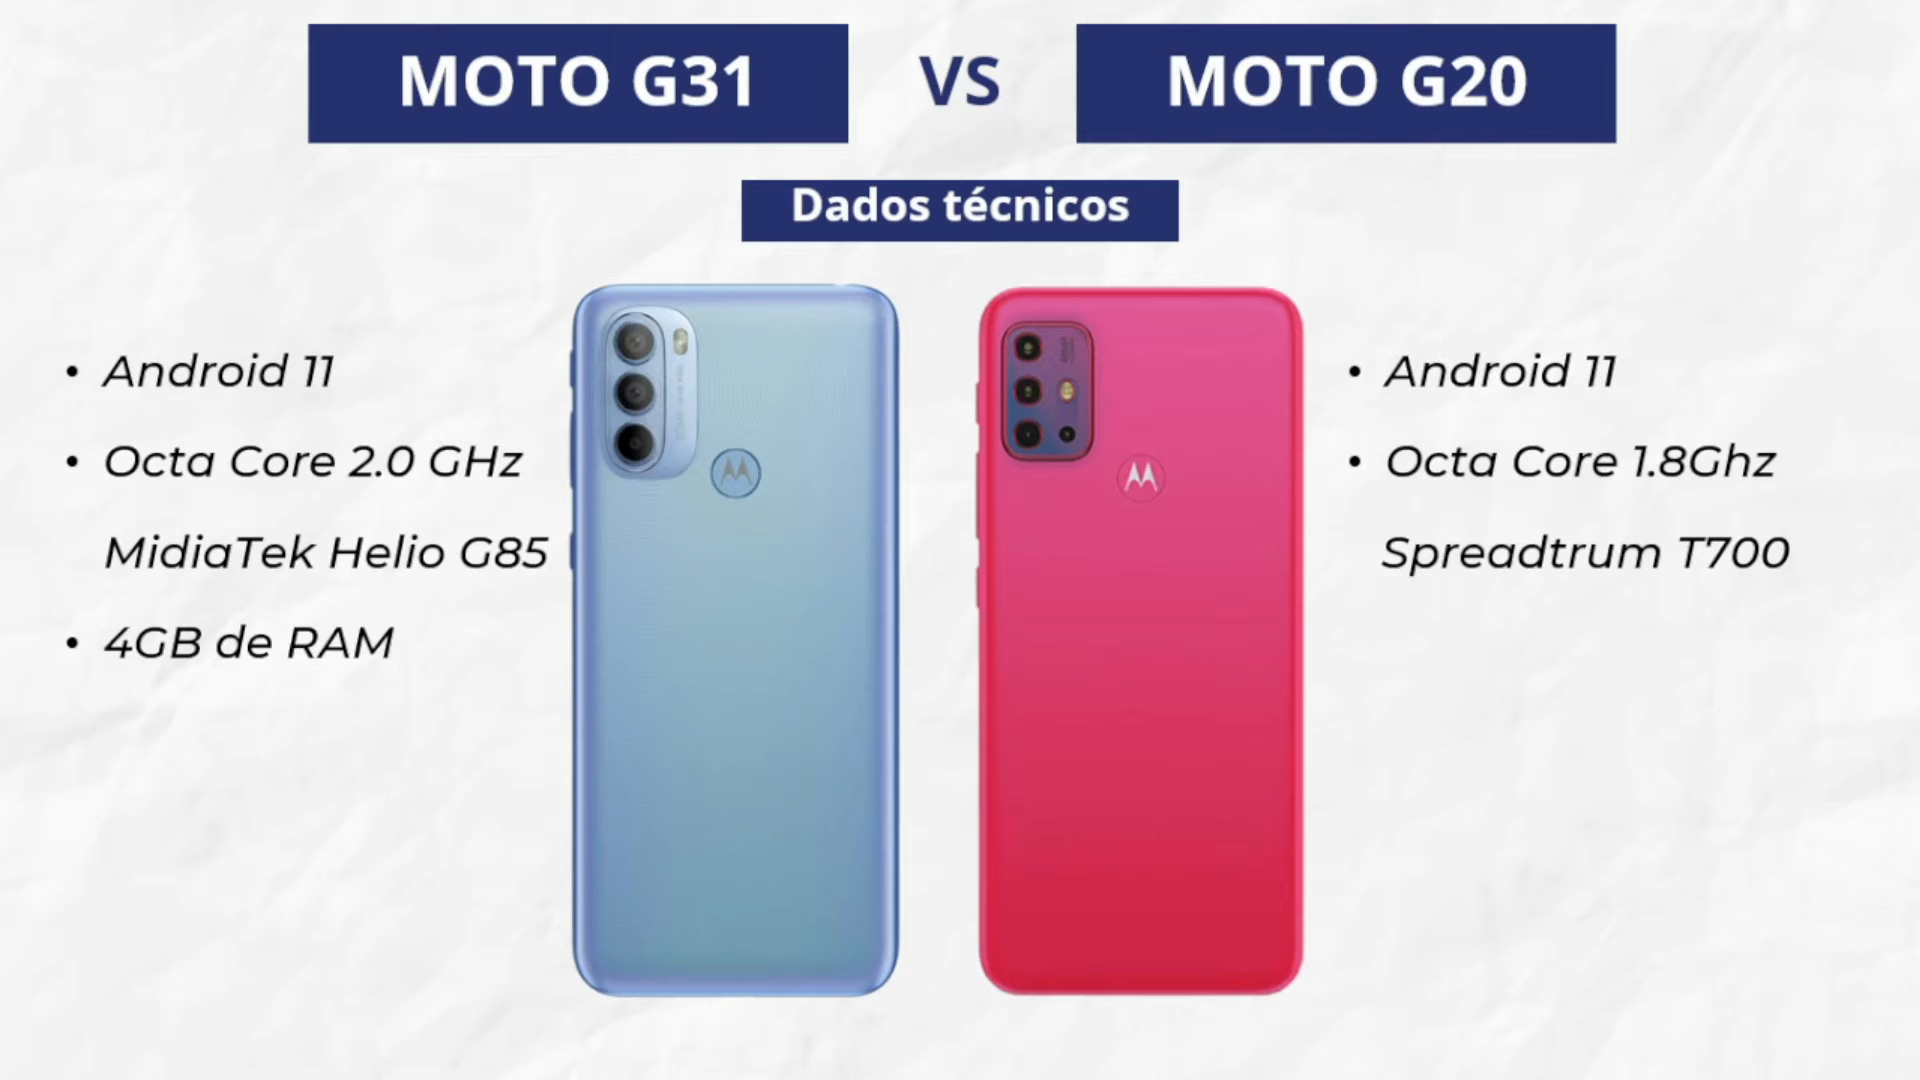 MOTO G31 VS MOTO G20
Dados técnicos
Android 11
Octa Core 2.0 GHz
MidiaTek Helio G85
4GB de RAM
Android 11
Octa Core 1.8Ghz
Spreadtrum T700